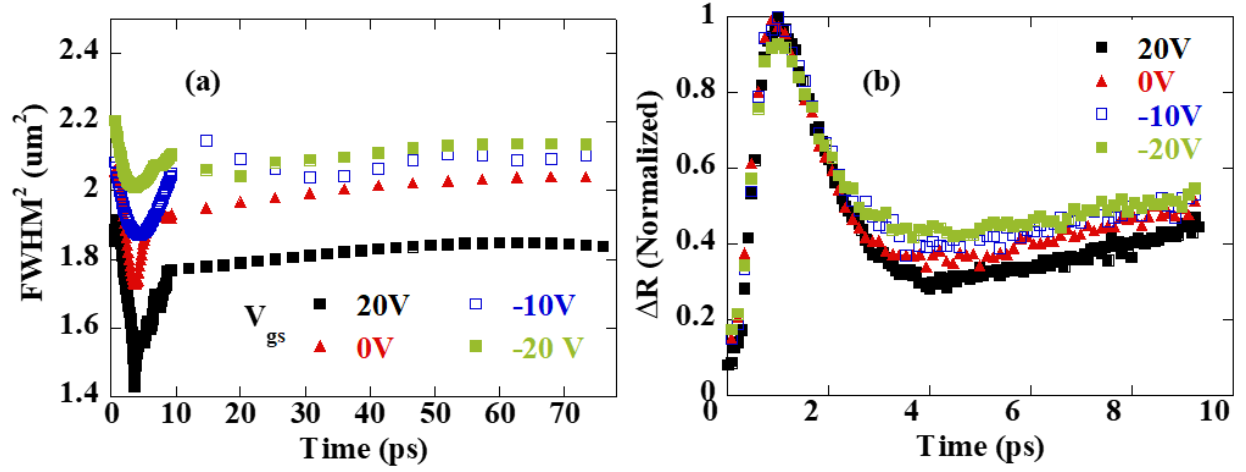 (a)
FWHM² (um²)
2.4
2.2
2
1.8
1.6
1.4
0 10 20 30 40 50 60 70
Time (ps)
V_gs
20V
-10V
0V
-20 V
(b)
ΔR (Normalized)
1
0.8
0.6
0.4
0.2
0
0 2 4 6 8 10
Time (ps)
20V
0V
-10V
-20V